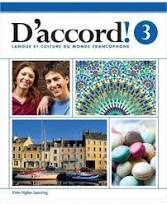 D'accord! 3
LANGUE ET CULTURE DU MONDE FRANCOPHONE
Vista Higher Learning